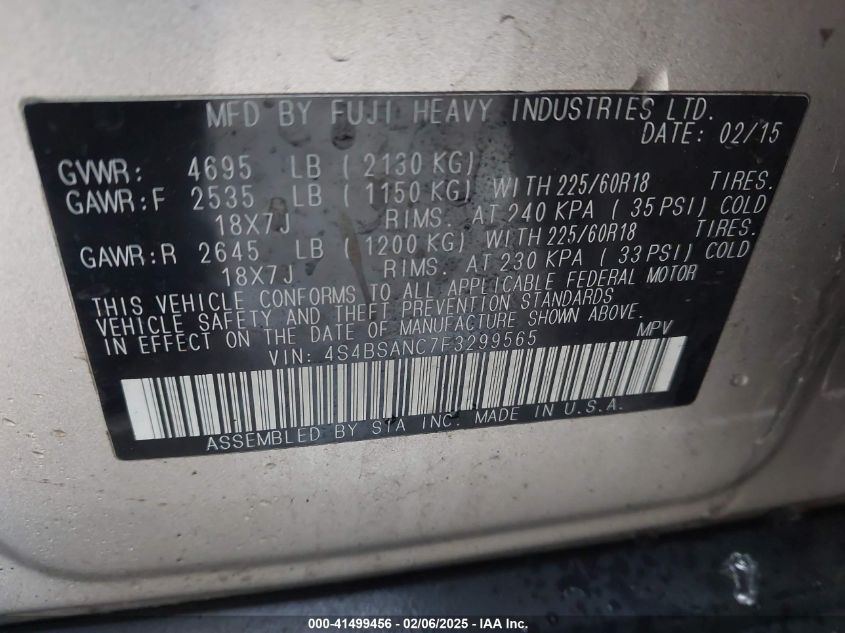 MFD BY FUJI HEAVY INDUSTRIES LTD.
DATE: 02/15
GVWR: 4695 LB ( 2130 KG)
GAWR:F 2535 LB ( 1150 KG) WITH 225/60R18 TIRES.
18X7J RIMS. AT 240 KPA ( 35 PSI) COLD
GAWR:R 2645 LB ( 1200 KG) WITH 225/60R18 TIRES.
18X7J RIMS. AT 230 KPA ( 33 PSI) COLD
THIS VEHICLE CONFORMS TO ALL APPLICABLE FEDERAL MOTOR
VEHICLE SAFETY AND THEFT PREVENTION STANDARDS
IN EFFECT ON THE DATE OF MANUFACTURE SHOWN ABOVE.
VIN: 4S4BSANC7F3299565 MPV
ASSEMBLED BY SIA INC. MADE IN U.S.A.
000-41499456 - 02/06/2025 - IAA Inc.